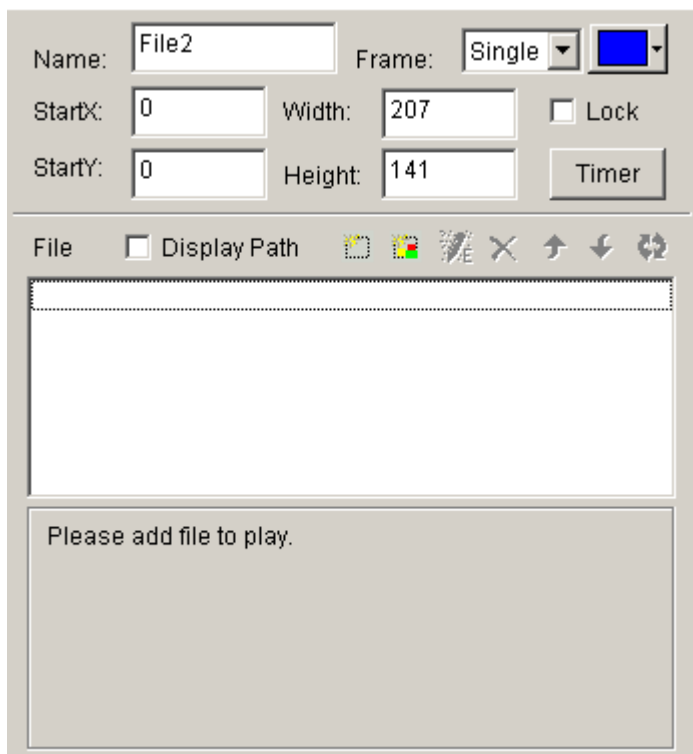 Name: File2 Frame: Single
StartX: 0 Width: 207 Lock
StartY: 0 Height: 141 Timer
File Display Path
Please add file to play.